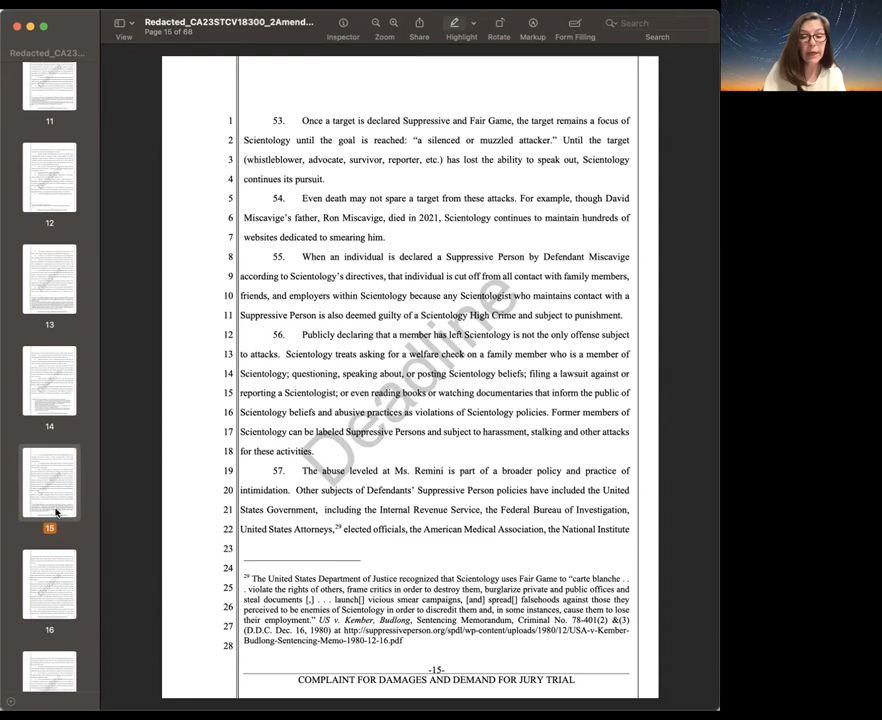 Redacted_CA23STCV1B300_2Amend...
Page 15 of 68
View
Inspector
Zoom
Share
Highlight
Rotate
Markup
Form Filling
Search
Search
Redacted_CA23...
11
12
13
14
15
16
1 53. Once a target is declared Suppressive and Fair Game, the target remains a focus of
2 Scientology until the goal is reached: “a silenced or muzzled attacker.” Until the target
3 (whistleblower, advocate, survivor, reporter, etc.) has lost the ability to speak out, Scientology
4 continues its pursuit.
5 54. Even death may not spare a target from these attacks. For example, though David
6 Miscavige’s father, Ron Miscavige, died in 2021, Scientology continues to maintain hundreds of
7 websites dedicated to smearing him.
8 55. When an individual is declared a Suppressive Person by Defendant Miscavige
9 according to Scientology’s directives, that individual is cut off from all contact with family members,
10 friends, and employers within Scientology because any Scientologist who maintains contact with a
11 Suppressive Person is also deemed guilty of a Scientology High Crime and subject to punishment.
12 56. Publicly declaring that a member has left Scientology is not the only offense subject
13 to attacks. Scientology treats asking for a welfare check on a family member who is a member of
14 Scientology; questioning, speaking about, or posting Scientology beliefs; filing a lawsuit against or
15 reporting a Scientologist; or even reading books or watching documentaries that inform the public of
16 Scientology beliefs and abusive practices as violations of Scientology policies. Former members of
17 Scientology can be labeled Suppressive Persons and subject to harassment, stalking and other attacks
18 for these activities.
19 57. The abuse leveled at Ms. Remini is part of a broader policy and practice of
20 intimidation. Other subjects of Defendants’ Suppressive Person policies have included the United
21 States Government, including the Internal Revenue Service, the Federal Bureau of Investigation,
22 United States Attorneys,29 elected officials, the American Medical Association, the National Institute
23
24
25
26
27
28
29 The United States Department of Justice recognized that Scientology uses Fair Game to “carte blanche . .
. violate the rights of others, frame critics in order to destroy them, burglarize private and public offices and
steal documents [,] . . . launch[] vicious smear campaigns, [and] spread[] falsehoods against those they
perceived to be enemies of Scientology in order to discredit them and, in some instances, cause them to lose
their employment.” US v. Kember, Budlong, Sentencing Memorandum, Criminal No. 78-401(2) &(3)
(D.D.C. Dec. 16, 1980) at http://suppressiveperson.org/spdl/wp-content/uploads/1980/12/USA-v-Kember-
Budlong-Sentencing-Memo-1980-12-16.pdf
-15-
COMPLAINT FOR DAMAGES AND DEMAND FOR JURY TRIAL
Deadline